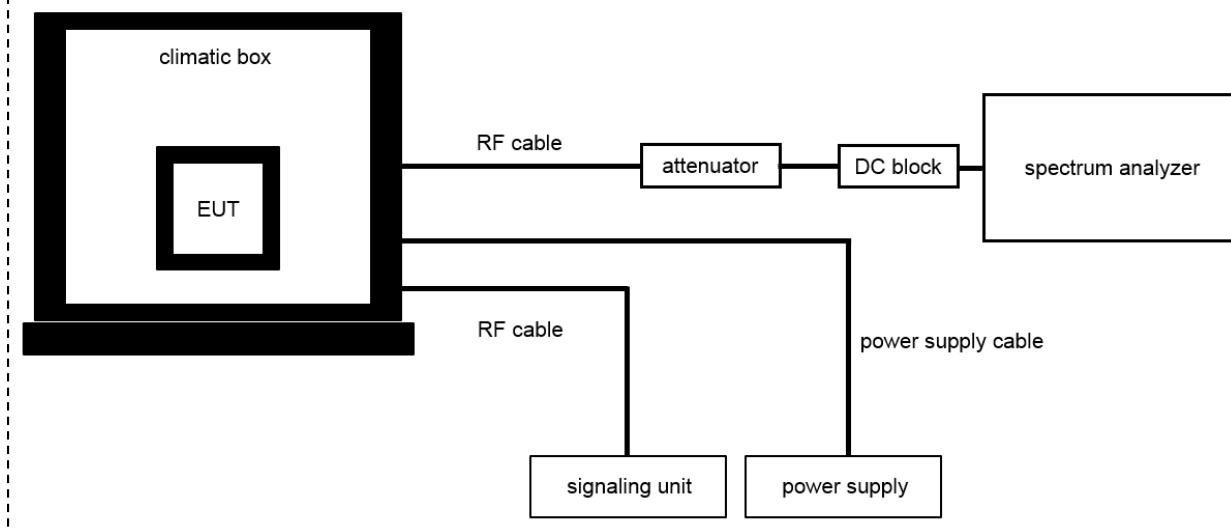 climatic box
RF cable
attenuator
DC block
spectrum analyzer
EUT
RF cable
power supply cable
signaling unit
power supply